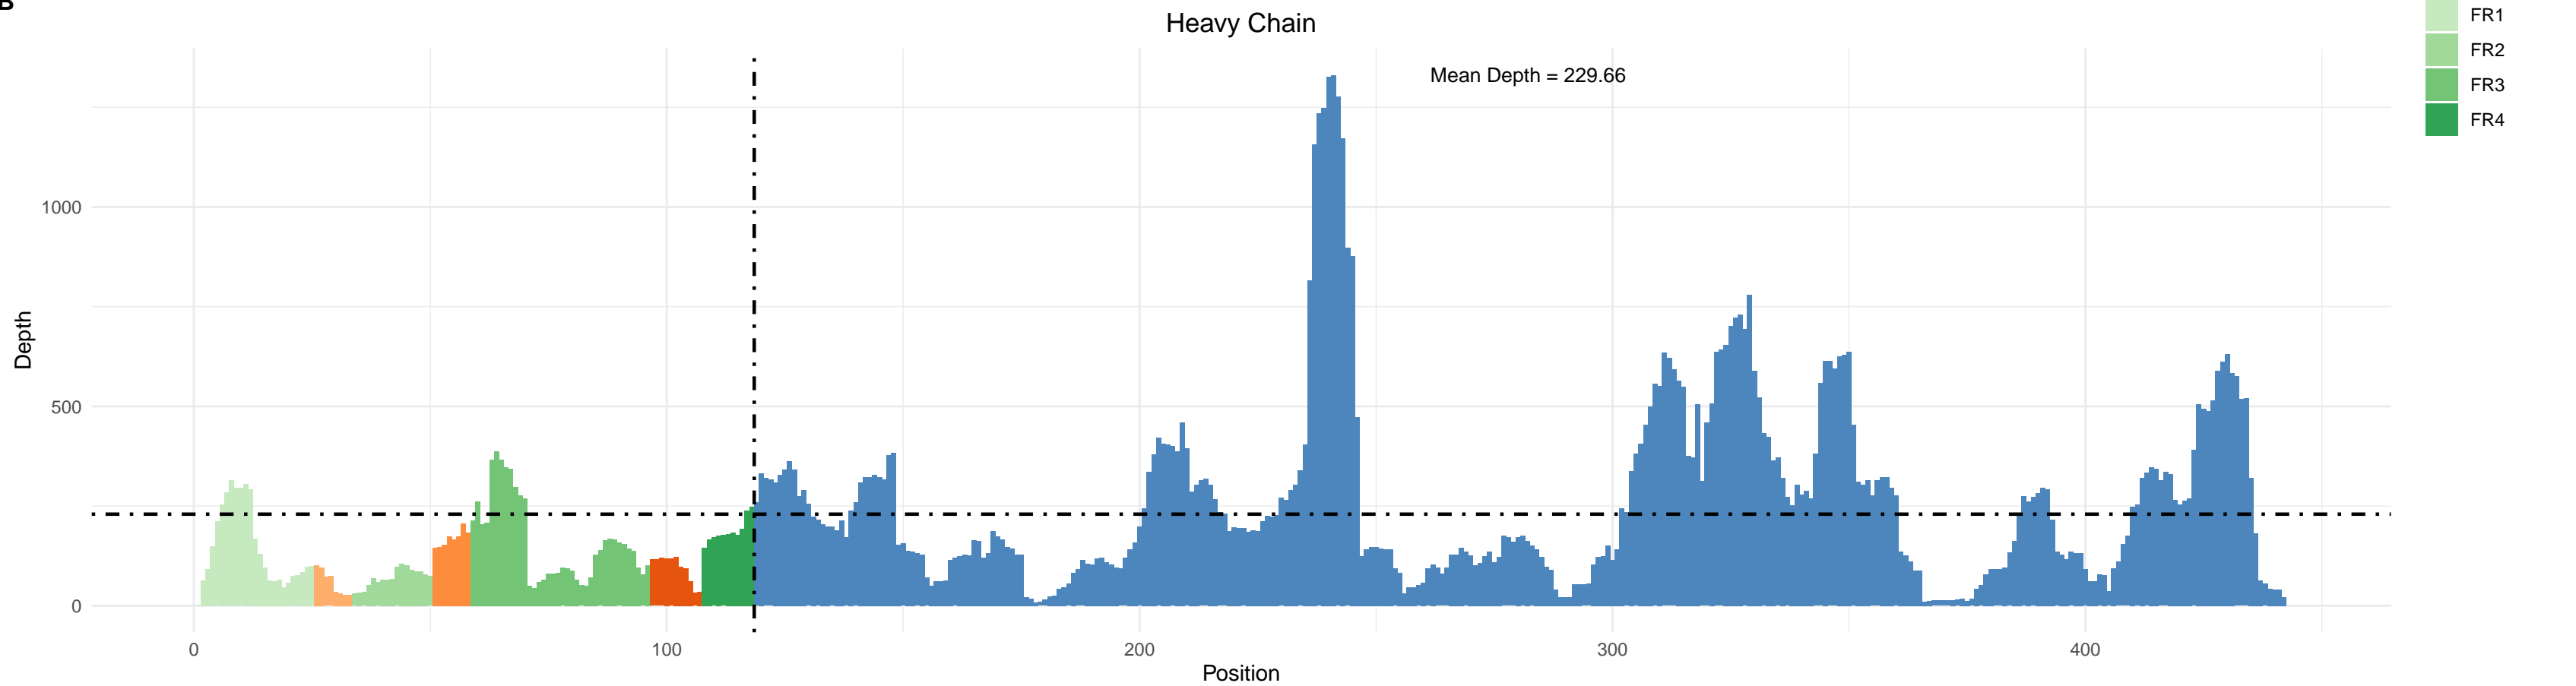 B
Heavy Chain
Mean Depth = 229.66
FR1
FR2
FR3
FR4
Depth
1000
500
0
0 100 200 300 400
Position